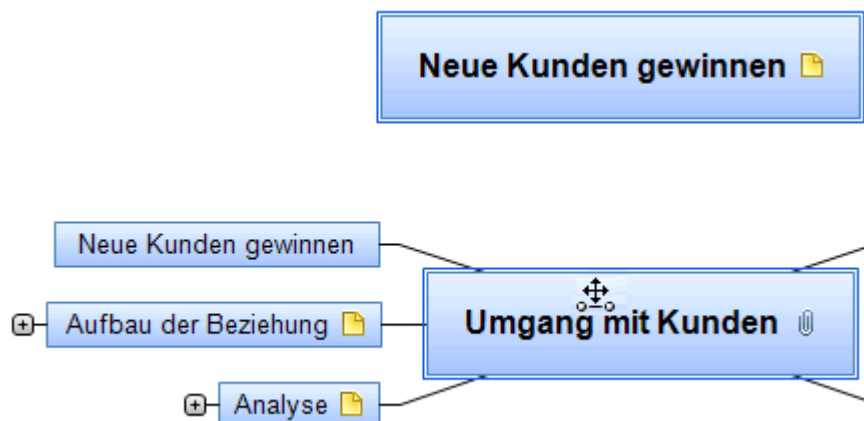 Neue Kunden gewinnen
Neue Kunden gewinnen
Aufbau der Beziehung
Umgang mit Kunden
Analyse